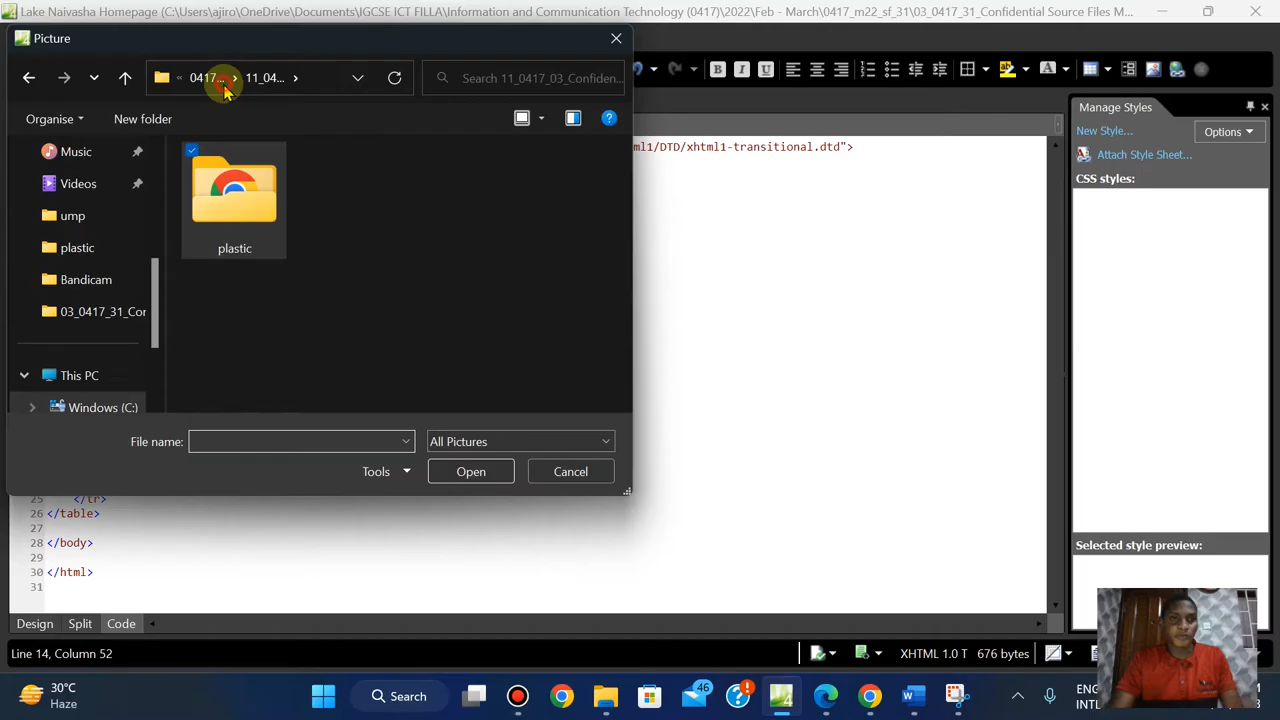 Lake Naivasha Homepage (C:\Users\ajiro\OneDrive\Documents\IGCSE ICT FILLA\Information and Communication Technology (0417)\2022\Feb - March\0417_m22_sf_31\03_0417_31_Confidential Source Files M...
Picture
« 0417... › 11_04... ›
Search 11_0417_03_Confiden...
Organise
New folder
Music
Videos
ump
plastic
Bandicam
03_0417_31_Cor
This PC
Windows (C:)
plastic
File name:
All Pictures
Tools
Open
Cancel
B I U
ml1/DTD/xhtml1-transitional.dtd">
25 </tr>
26 </table>
27
28 </body>
29
30 </html>
31
Manage Styles
New Style...
Options
Attach Style Sheet...
CSS styles:
Selected style preview:
Design
Split
Code
Line 14, Column 52
XHTML 1.0 T
676 bytes
30°C
Haze
Search
46
ENG
INTL